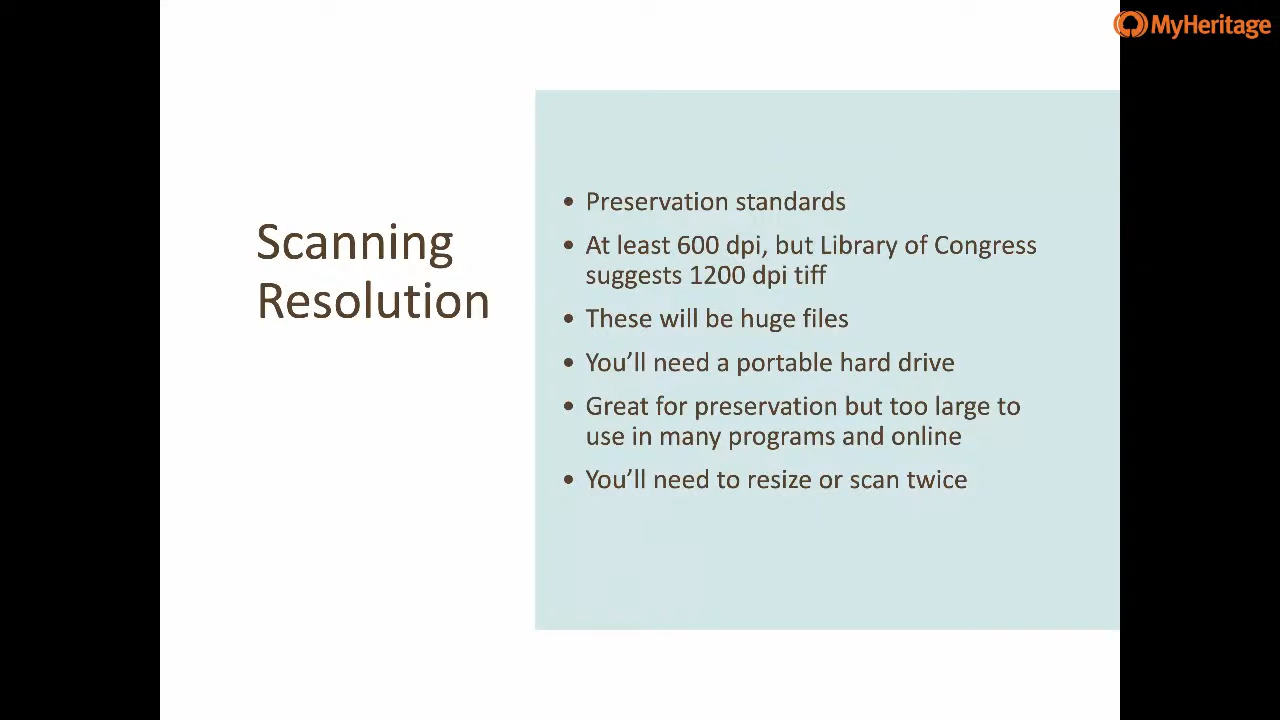 MyHeritage
Scanning
Resolution
• Preservation standards
• At least 600 dpi, but Library of Congress
suggests 1200 dpi tiff
• These will be huge files
• You’ll need a portable hard drive
• Great for preservation but too large to
use in many programs and online
• You’ll need to resize or scan twice